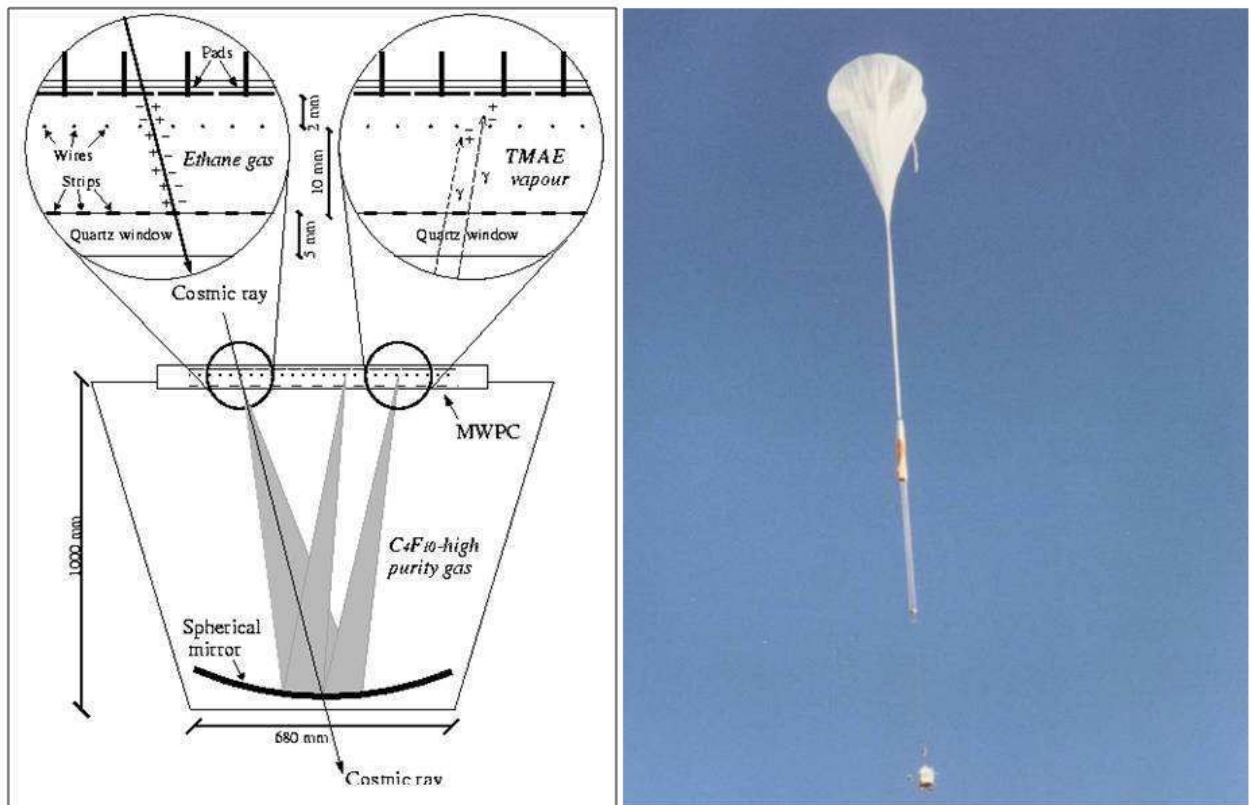 Pads
Pads
2 mm
Wires
Ethane gas
TMAE
vapour
10 mm
Strips
γ
γ
Quartz window
Quartz window
5 mm
Cosmic ray
MWPC
1000 mm
C4F10-high
purity gas
Spherical
mirror
680 mm
Cosmic ray